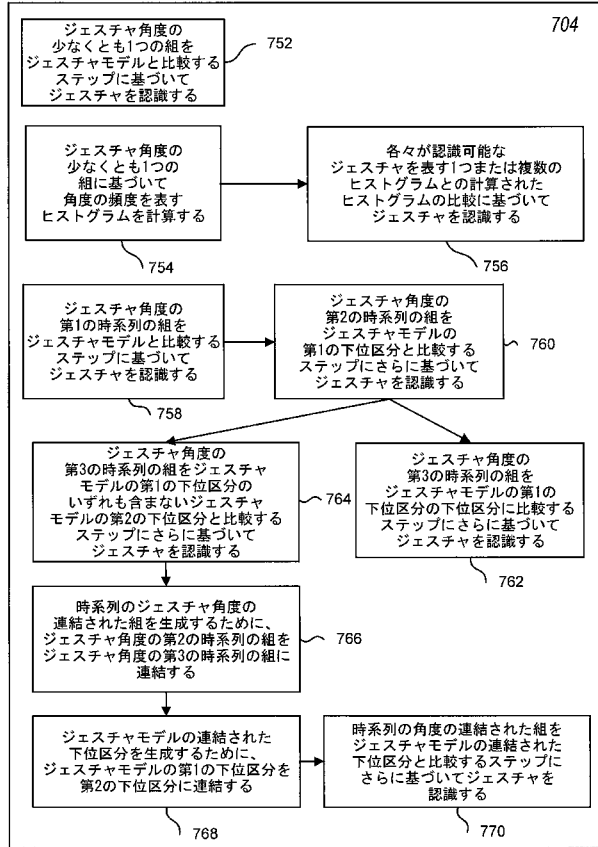 704
ジェスチャ角度の
少なくとも1つの組を
ジェスチャモデルと比較する
ステップに基づいて
ジェスチャを認識する
752
ジェスチャ角度の
少なくとも1つの
組に基づいて
角度の頻度を表す
ヒストグラムを計算する
754
各々が認識可能な
ジェスチャを表す1つまたは複数の
ヒストグラムとの計算された
ヒストグラムの比較に基づいて
ジェスチャを認識する
756
ジェスチャ角度の
第1の時系列の組を
ジェスチャモデルと比較する
ステップに基づいて
ジェスチャを認識する
758
ジェスチャ角度の
第2の時系列の組を
ジェスチャモデルの
第1の下位区分と比較する
ステップにさらに基づいて
ジェスチャを認識する
760
ジェスチャ角度の
第3の時系列の組をジェスチャ
モデルの第1の下位区分の
いずれも含まないジェスチャ
モデルの第2の下位区分と比較する
ステップにさらに基づいて
ジェスチャを認識する
764
ジェスチャ角度の
第3の時系列の組を
ジェスチャモデルの第1の
下位区分の下位区分に比較する
ステップにさらに基づいて
ジェスチャを認識する
762
時系列のジェスチャ角度の
連結された組を生成するために、
ジェスチャ角度の第2の時系列の組を
ジェスチャ角度の第3の時系列の組に
連結する
766
ジェスチャモデルの連結された
下位区分を生成するために、
ジェスチャモデルの第1の下位区分を
第2の下位区分に連結する
768
時系列の角度の連結された組を
ジェスチャモデルの連結された
下位区分と比較するステップに
さらに基づいてジェスチャを
認識する
770